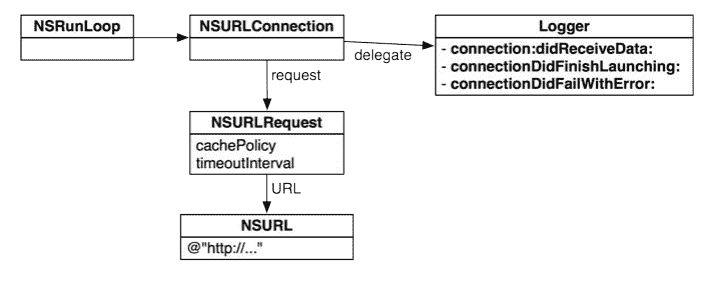 NSRunLoop
NSURLConnection
Logger
- connection:didReceiveData:
- connectionDidFinishLaunching:
- connectionDidFailWithError:
delegate
request
NSURLRequest
cachePolicy
timeoutInterval
URL
NSURL
@"http://..."